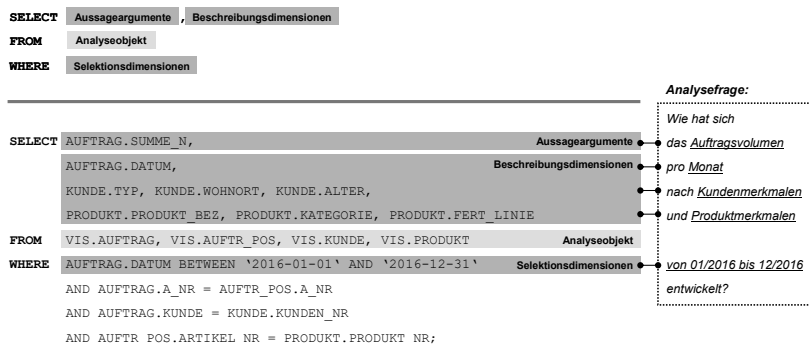 SELECT Aussageargumente , Beschreibungsdimensionen
FROM Analyseobjekt
WHERE Selektionsdimensionen
Analysefrage:
Wie hat sich
SELECT AUFTRAG.SUMME_N, Aussageargumente das Auftragsvolumen
AUFTRAG.DATUM, Beschreibungsdimensionen pro Monat
KUNDE.TYP, KUNDE.WOHNORT, KUNDE.ALTER, nach Kundenmerkmalen
PRODUKT.PRODUKT_BEZ, PRODUKT.KATEGORIE, PRODUKT.FERT_LINIE und Produktmerkmalen
FROM VIS.AUFTRAG, VIS.AUFTR_POS, VIS.KUNDE, VIS.PRODUKT Analyseobjekt
WHERE AUFTRAG.DATUM BETWEEN ‘2016-01-01‘ AND ‘2016-12-31‘ Selektionsdimensionen von 01/2016 bis 12/2016
AND AUFTRAG.A_NR = AUFTR_POS.A_NR entwickelt?
AND AUFTRAG.KUNDE = KUNDE.KUNDEN_NR
AND AUFTR_POS.ARTIKEL_NR = PRODUKT.PRODUKT_NR;